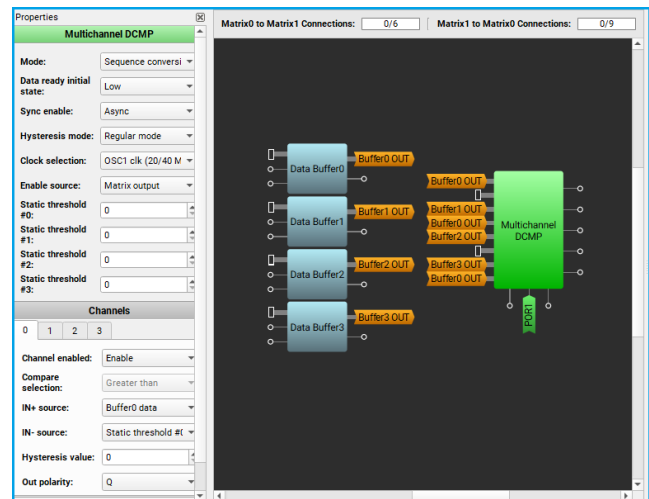 Properties
Multichannel DCMP
Mode: Sequence conversi
Data ready initial
state: Low
Sync enable: Async
Hysteresis mode: Regular mode
Clock selection: OSC1 clk (20/40 M
Enable source: Matrix output
Static threshold
#0: 0
Static threshold
#1: 0
Static threshold
#2: 0
Static threshold
#3: 0
Channels
0 1 2 3
Channel enabled: Enable
Compare
selection: Greater than
IN+ source: Buffer0 data
IN- source: Static threshold #(
Hysteresis value: 0
Out polarity: Q
Matrix0 to Matrix1 Connections: 0/6 Matrix1 to Matrix0 Connections: 0/9
Data Buffer0
Buffer0 OUT
Data Buffer1
Buffer1 OUT
Data Buffer2
Buffer2 OUT
Data Buffer3
Buffer3 OUT
Buffer0 OUT
Buffer1 OUT
Buffer0 OUT
Buffer2 OUT
Buffer3 OUT
Buffer0 OUT
Multichannel
DCMP
POR1